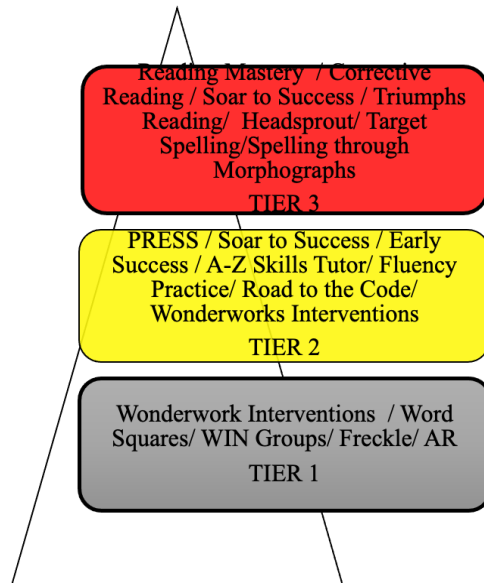 Reading Mastery / Corrective
Reading / Soar to Success / Triumphs
Reading/ Headsprout/ Target
Spelling/Spelling through
Morphographs
TIER 3
PRESS / Soar to Success / Early
Success / A-Z Skills Tutor/ Fluency
Practice/ Road to the Code/
Wonderworks Interventions
TIER 2
Wonderwork Interventions / Word
Squares/ WIN Groups/ Freckle/ AR
TIER 1